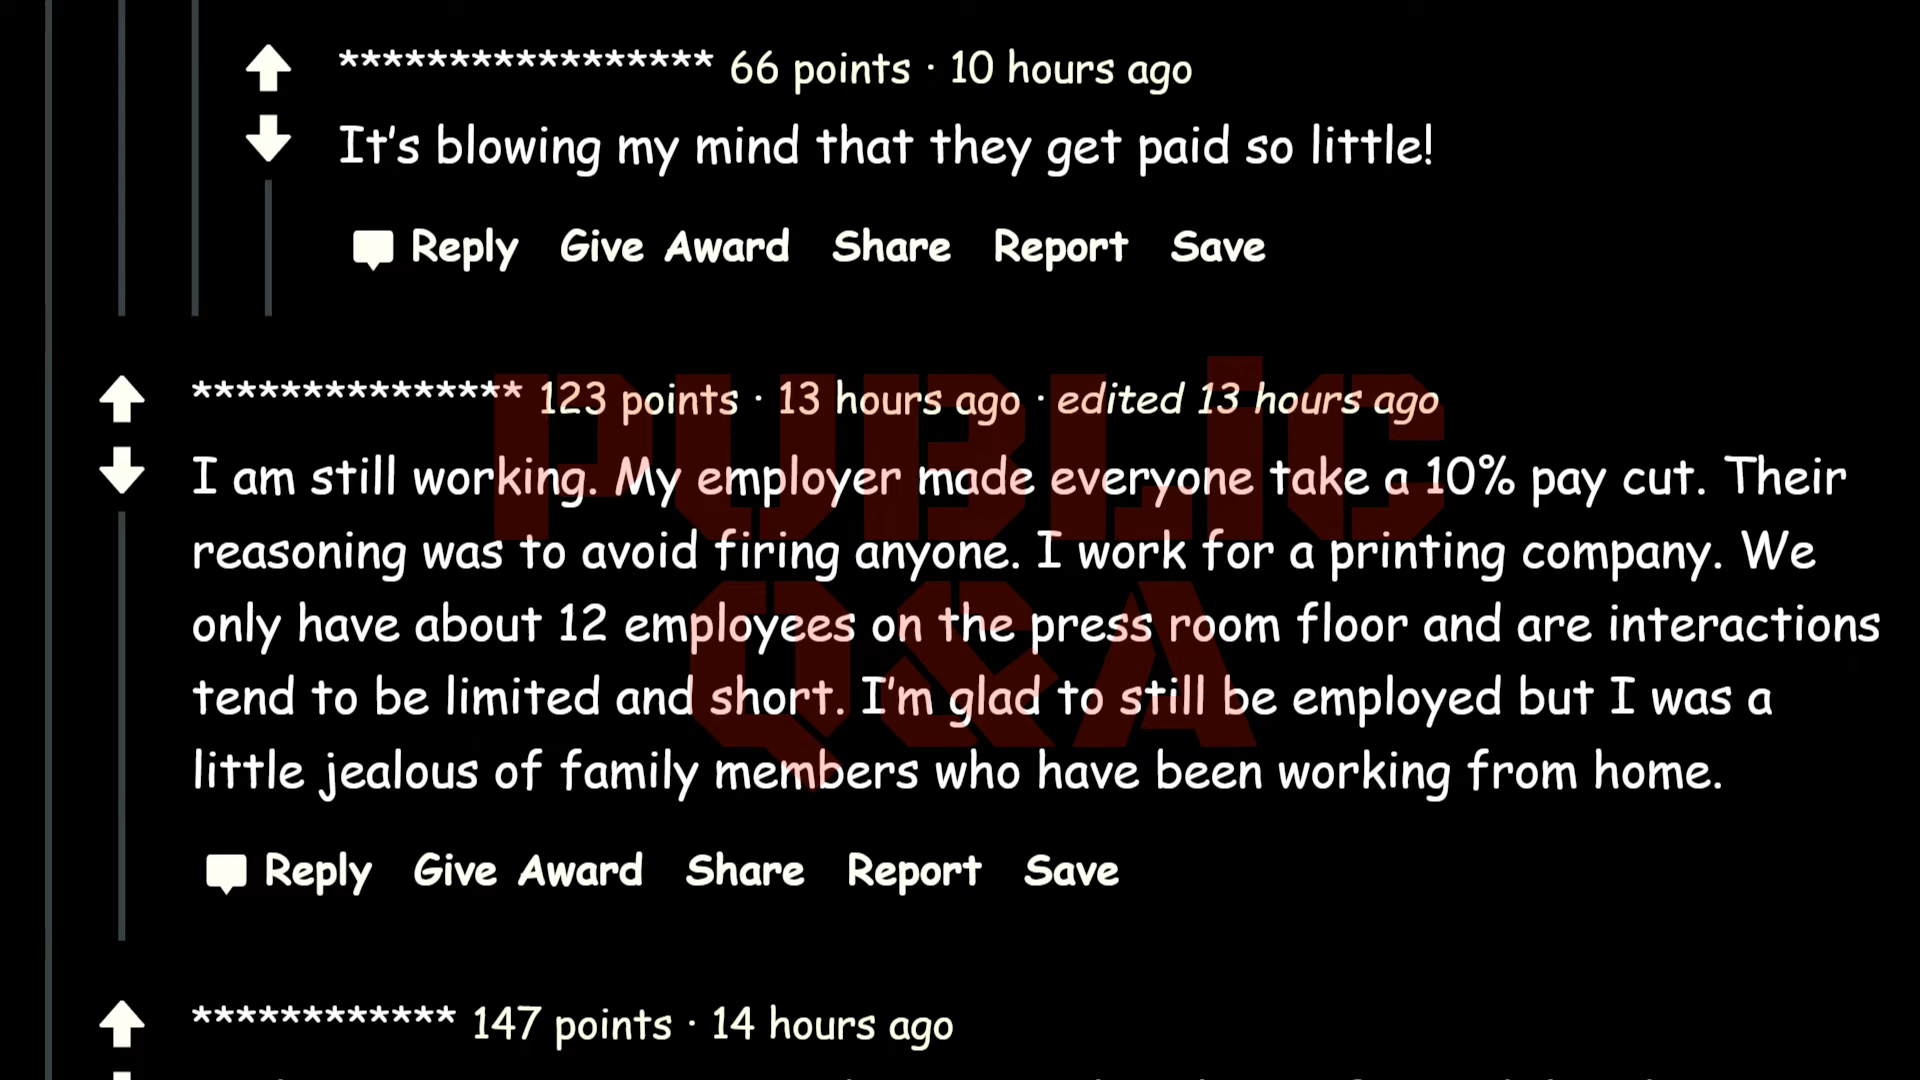 ***************** 66 points · 10 hours ago
It's blowing my mind that they get paid so little!
Reply Give Award Share Report Save
*************** 123 points · 13 hours ago · edited 13 hours ago
I am still working. My employer made everyone take a 10% pay cut. Their
reasoning was to avoid firing anyone. I work for a printing company. We
only have about 12 employees on the press room floor and are interactions
tend to be limited and short. I'm glad to still be employed but I was a
little jealous of family members who have been working from home.
PUBLiC
Q&A
Reply Give Award Share Report Save
************ 147 points · 14 hours ago